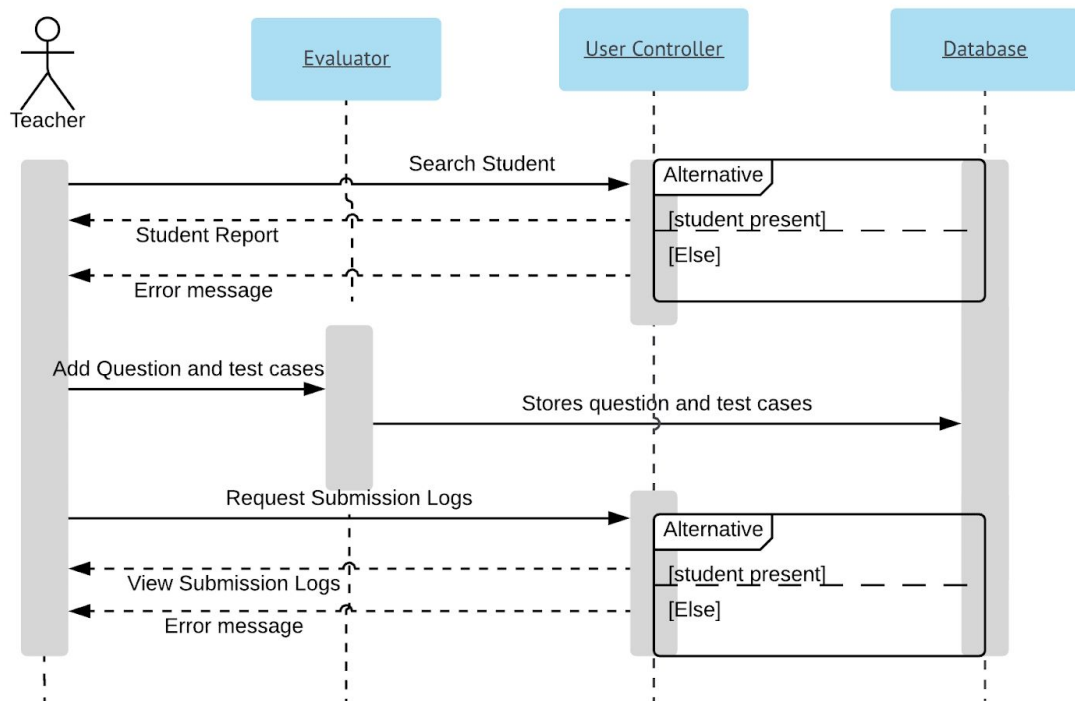 Evaluator
User Controller
Database
Teacher
Search Student
Alternative
[student present]
Student Report
[Else]
Error message
Add Question and test cases
Stores question and test cases
Request Submission Logs
Alternative
[student present]
View Submission Logs
[Else]
Error message